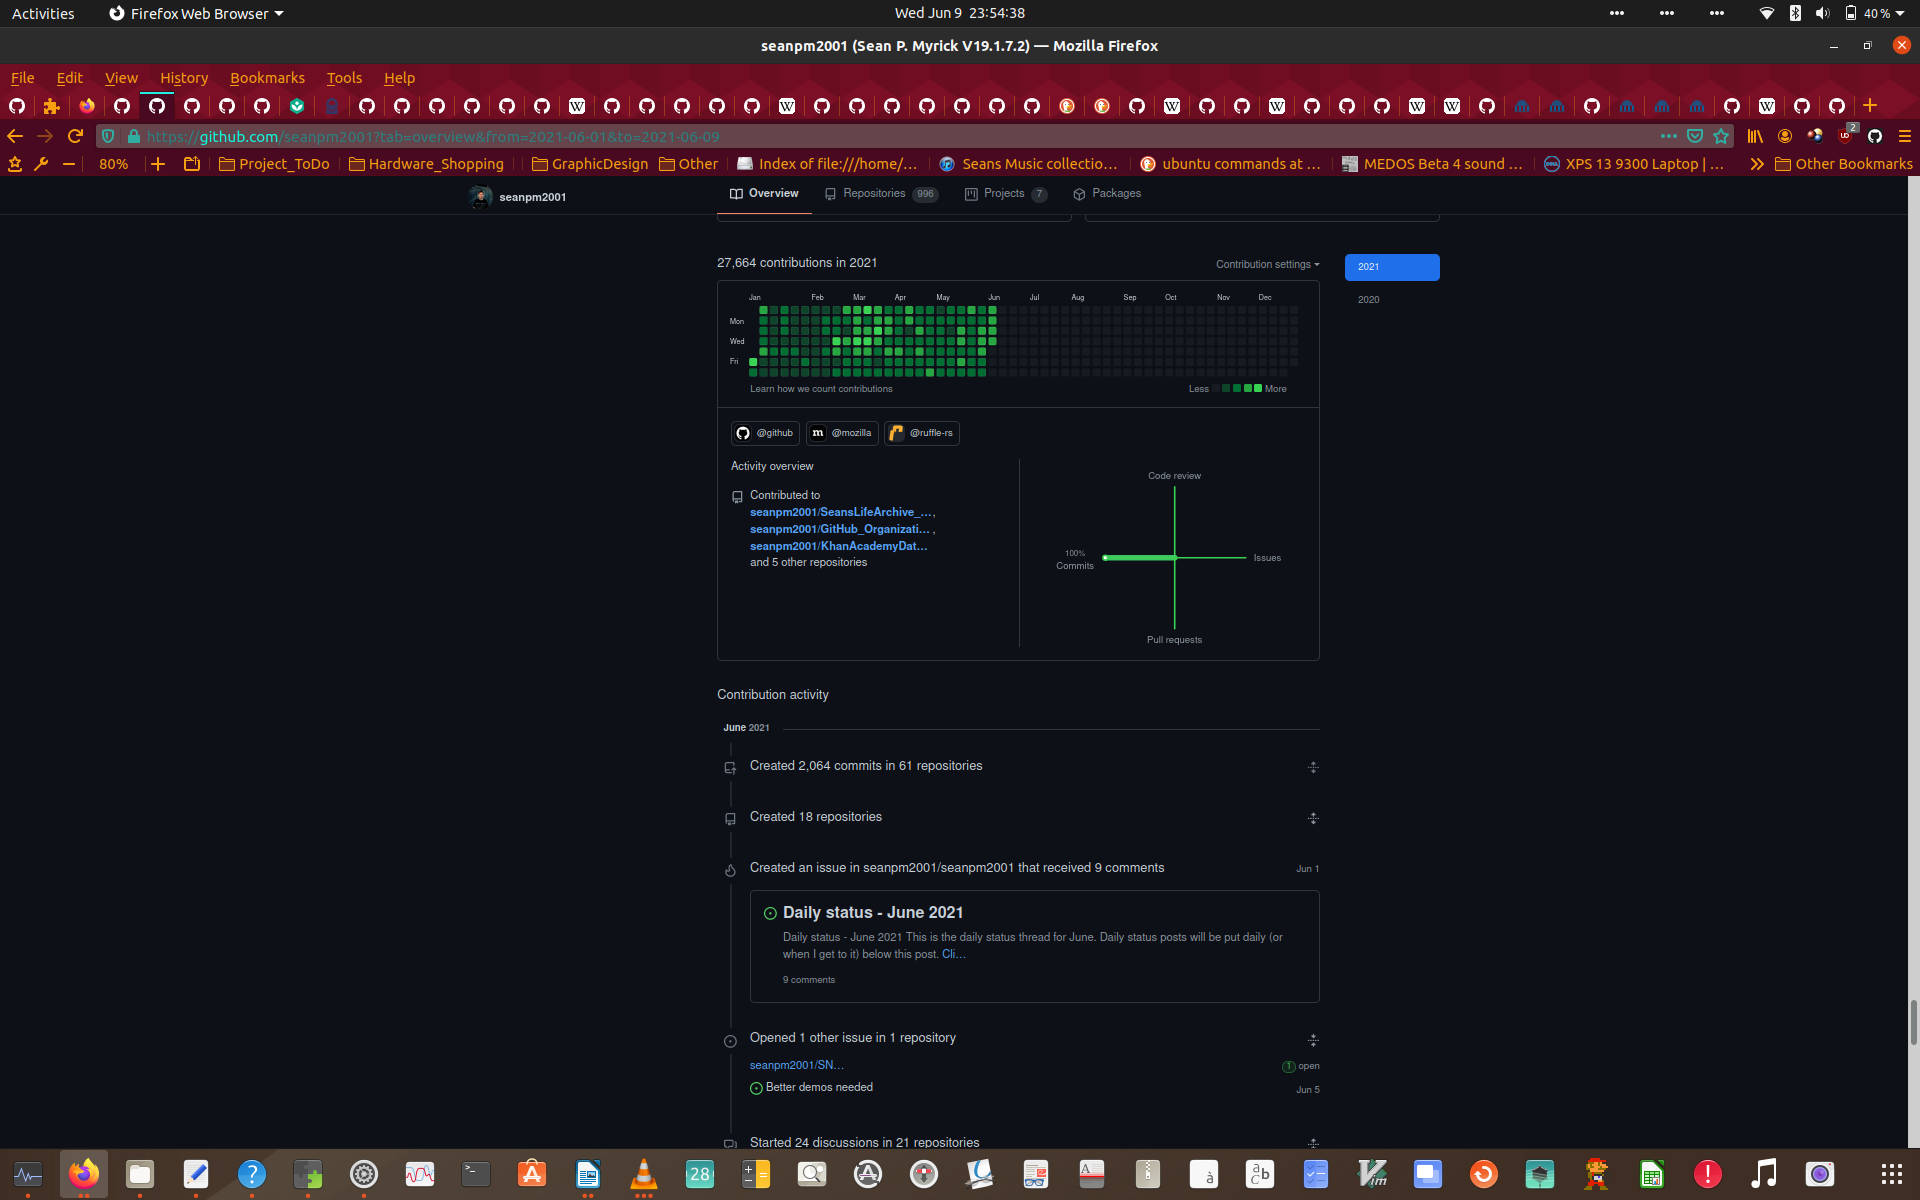 Activities
Firefox Web Browser
Wed Jun 9 23:54:38
40 %
seanpm2001 (Sean P. Myrick V19.1.7.2) — Mozilla Firefox
File Edit View History Bookmarks Tools Help
https://github.com/seanpm2001?tab=overview&from=2021-06-01&to=2021-06-09
2
80%
Project_ToDo
Hardware_Shopping
GraphicDesign
Other
Index of file:///home/...
Seans Music collectio...
ubuntu commands at ...
MEDOS Beta 4 sound ...
XPS 13 9300 Laptop | ...
Other Bookmarks
seanpm2001
Overview
Repositories 996
Projects 7
Packages
27,664 contributions in 2021
Contribution settings
2021
2020
Jan Feb Mar Apr May Jun Jul Aug Sep Oct Nov Dec
Mon
Wed
Fri
Learn how we count contributions
Less More
@github
@mozilla
@ruffle-rs
Activity overview
Contributed to
seanpm2001/SeansLifeArchive_...,
seanpm2001/GitHub_Organizati... ,
seanpm2001/KhanAcademyDat...
and 5 other repositories
Code review
100%
Commits
Issues
Pull requests
Contribution activity
June 2021
Created 2,064 commits in 61 repositories
Created 18 repositories
Created an issue in seanpm2001/seanpm2001 that received 9 comments
Jun 1
Daily status - June 2021
Daily status - June 2021 This is the daily status thread for June. Daily status posts will be put daily (or
when I get to it) below this post. Cli...
9 comments
Opened 1 other issue in 1 repository
seanpm2001/SN...
1 open
Better demos needed
Jun 5
Started 24 discussions in 21 repositories
28